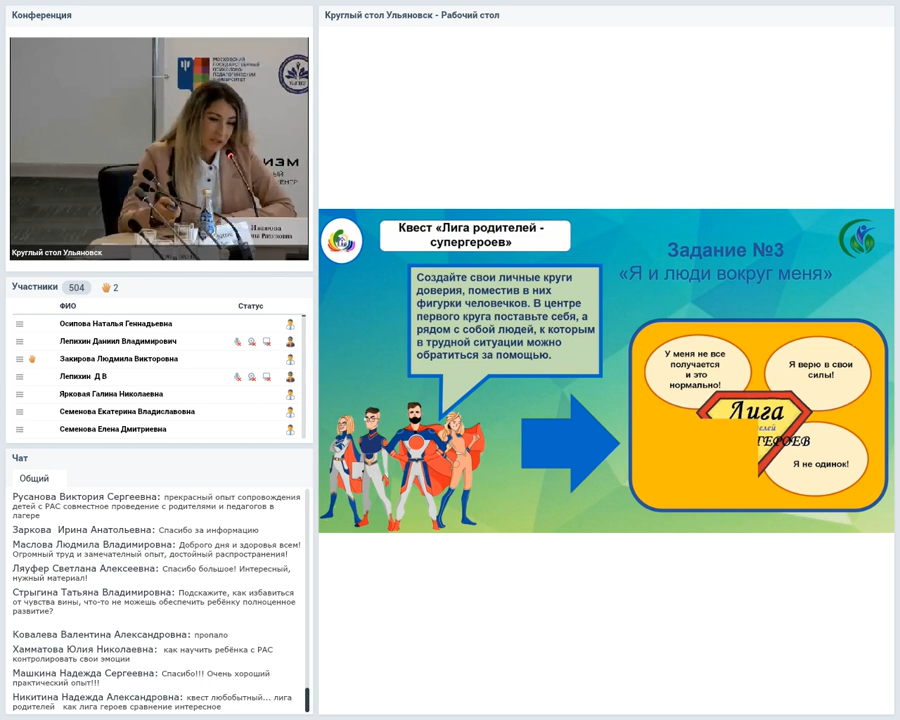 Конференция
МОСКОВСКИЙ
ГОСУДАРСТВЕННЫЙ
ПСИХОЛОГО-
ПЕДАГОГИЧЕСКИЙ
УНИВЕРСИТЕТ
ИЗМ
Круглый стол Ульяновск
Участники 504 2
ФИО Статус
Осипова Наталья Геннадьевна
Лепихин Даниил Владимирович
Закирова Людмила Викторовна
Лепихин Д В
Ярковая Галина Николаевна
Семенова Екатерина Владиславовна
Семенова Елена Дмитриевна
Чат
Общий
Русанова Виктория Сергеевна: прекрасный опыт сопровождения
детей с РАС совместное проведение с родителями и педагогов в
лагере
Заркова Ирина Анатольевна: Спасибо за информацию
Маслова Людмила Владимировна: Доброго дня и здоровья всем!
Огромный труд и замечателный опыт, достойный распространения!
Ляуфер Светлана Алексеевна: Спасибо большое! Интересный,
нужный материал!
Стрыгина Татьяна Владимировна: Подскажите, как избавиться
от чувства вины, что-то не можешь обеспечить ребёнку полноценное
развитие?
Ковалева Валентина Александровна: пропало
Хамматова Юлия Николаевна: как научить ребёнка с РАС
контролировать свои эмоции
Машкина Надежда Сергеевна: Спасибо!!! Очень хороший
практический опыт!!!
Никитина Надежда Александровна: квест любобытный... лига
родителей как лига героев сравнение интересное
Круглый стол Ульяновск - Рабочий стол
Квест «Лига родителей -
супергероев»
Задание №3
«Я и люди вокруг меня»
Создайте свои личные круги
доверия, поместив в них
фигурки человечков. В центре
первого круга поставьте себя, а
рядом с собой людей, к которым
в трудной ситуации можно
обратиться за помощью.
У меня не все
получается
и это
нормально!
Я верю в свои
силы!
Лига
телей
ГЕРОЕВ
Я не одинок!